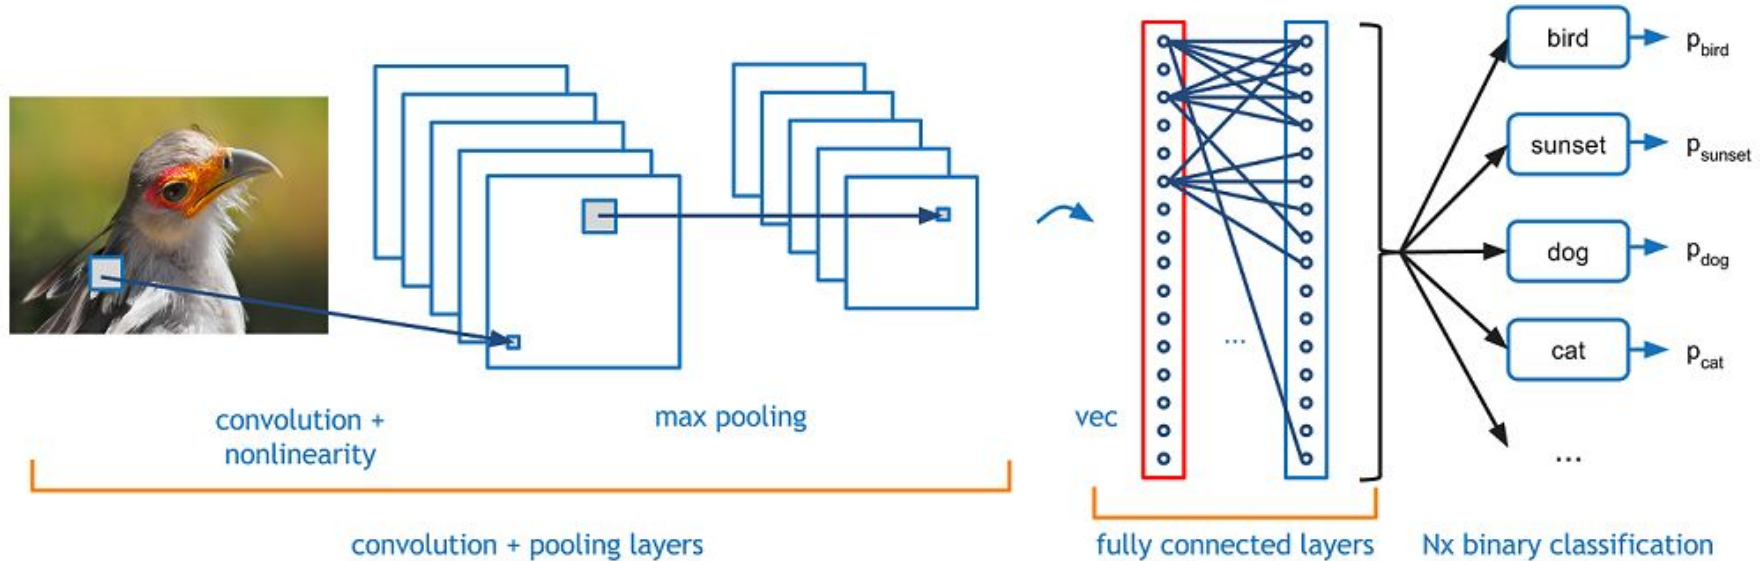 convolution +
nonlinearity
max pooling
vec
convolution + pooling layers
...
fully connected layers
bird
p_bird
sunset
p_sunset
dog
p_dog
cat
p_cat
...
Nx binary classification